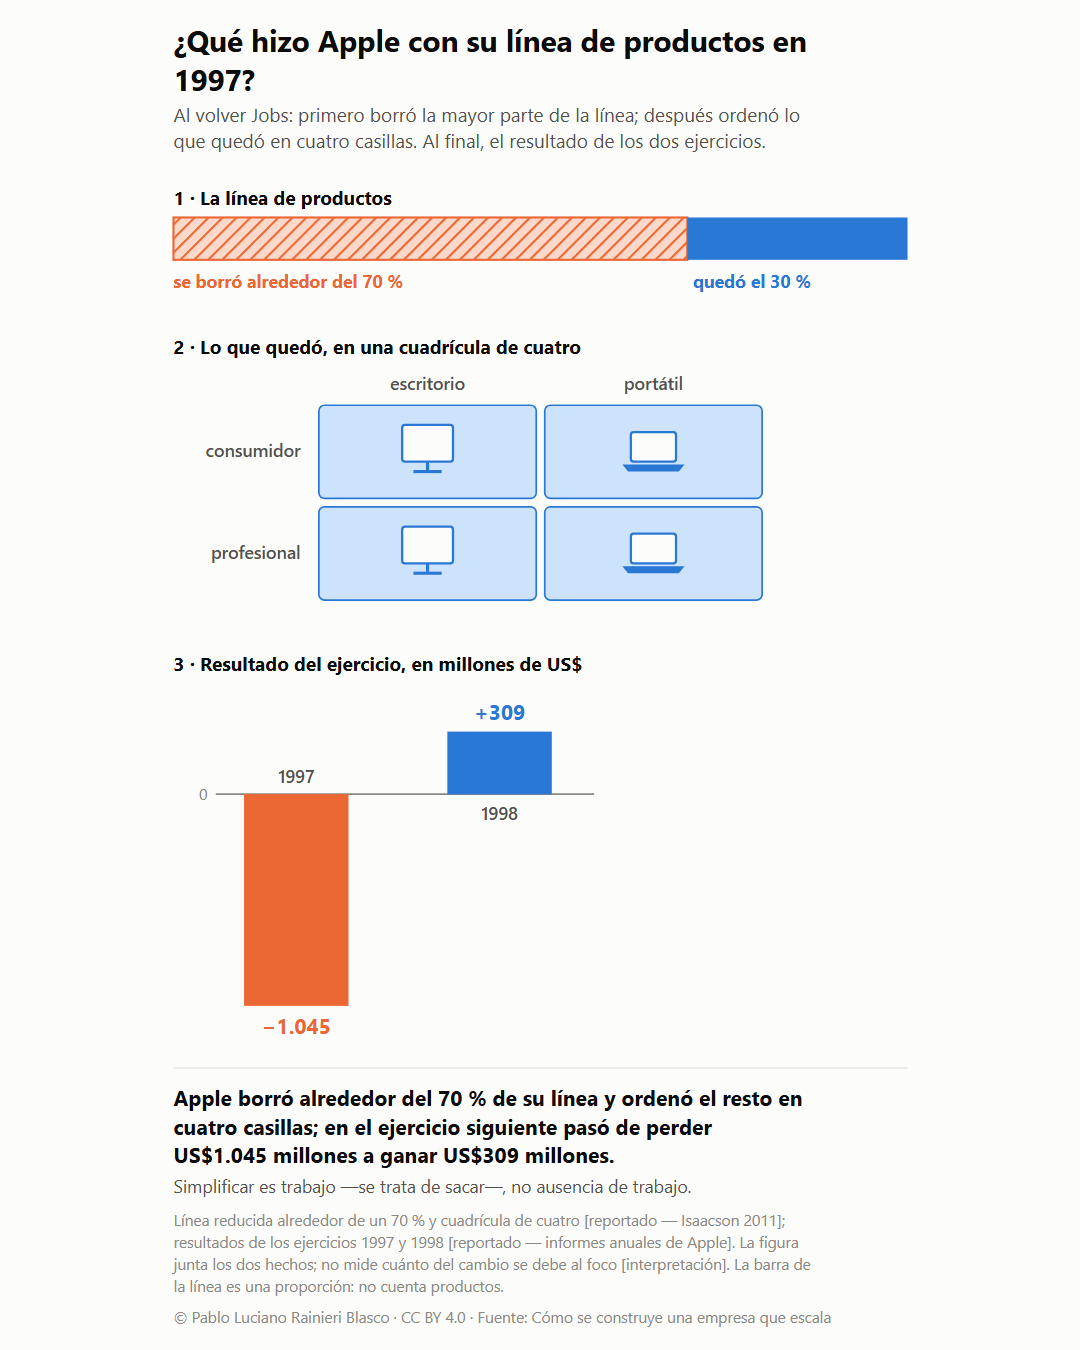 ¿Qué hizo Apple con su línea de productos en
1997?
Al volver Jobs: primero borró la mayor parte de la línea; después ordenó lo
que quedó en cuatro casillas. Al final, el resultado de los dos ejercicios.
1 · La línea de productos
se borró alrededor del 70 %
quedó el 30 %
2 · Lo que quedó, en una cuadrícula de cuatro
escritorio
portátil
consumidor
profesional
3 · Resultado del ejercicio, en millones de US$
+309
1997
0
1998
−1.045
Apple borró alrededor del 70 % de su línea y ordenó el resto en
cuatro casillas; en el ejercicio siguiente pasó de perder
US$1.045 millones a ganar US$309 millones.
Simplificar es trabajo —se trata de sacar—, no ausencia de trabajo.
Línea reducida alrededor de un 70 % y cuadrícula de cuatro [reportado — Isaacson 2011];
resultados de los ejercicios 1997 y 1998 [reportado — informes anuales de Apple]. La figura
junta los dos hechos; no mide cuánto del cambio se debe al foco [interpretación]. La barra de
la línea es una proporción: no cuenta productos.
© Pablo Luciano Rainieri Blasco · CC BY 4.0 · Fuente: Cómo se construye una empresa que escala